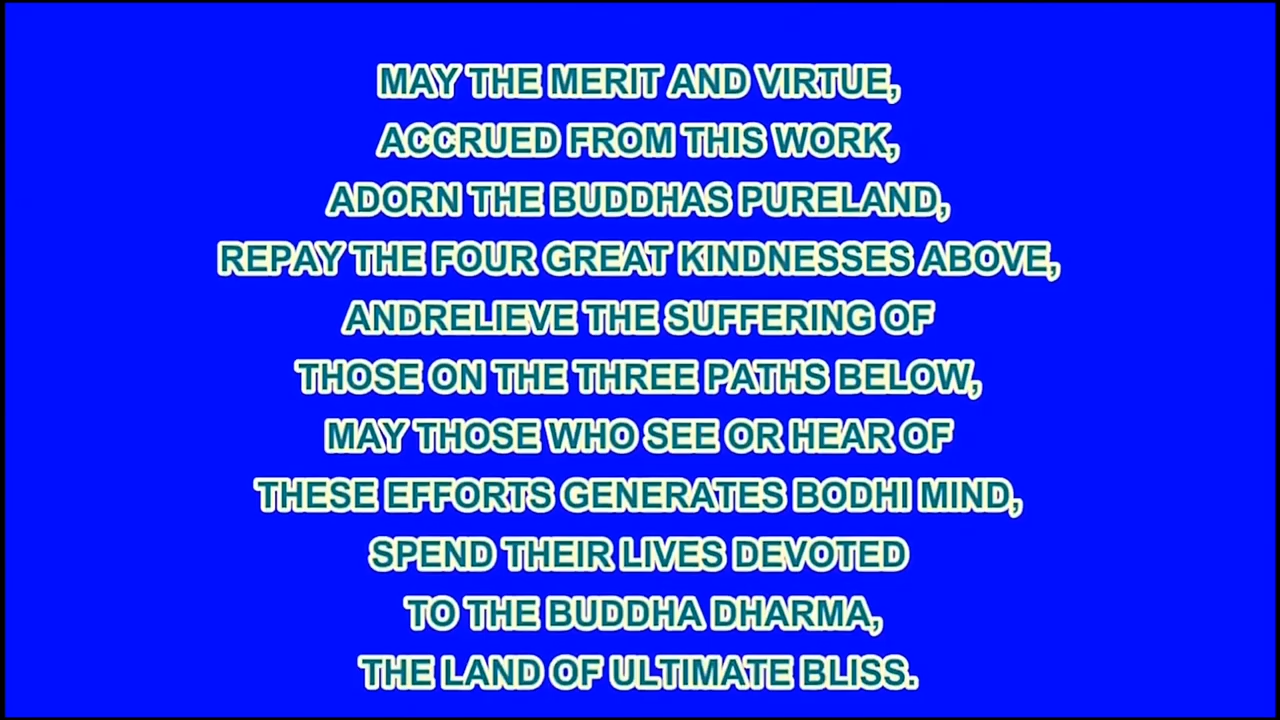 MAY THE MERIT AND VIRTUE,
ACCRUED FROM THIS WORK,
ADORN THE BUDDHAS PURELAND,
REPAY THE FOUR GREAT KINDNESSES ABOVE,
ANDRELIEVE THE SUFFERING OF
THOSE ON THE THREE PATHS BELOW,
MAY THOSE WHO SEE OR HEAR OF
THESE EFFORTS GENERATES BODHI MIND,
SPEND THEIR LIVES DEVOTED
TO THE BUDDHA DHARMA,
THE LAND OF ULTIMATE BLISS.